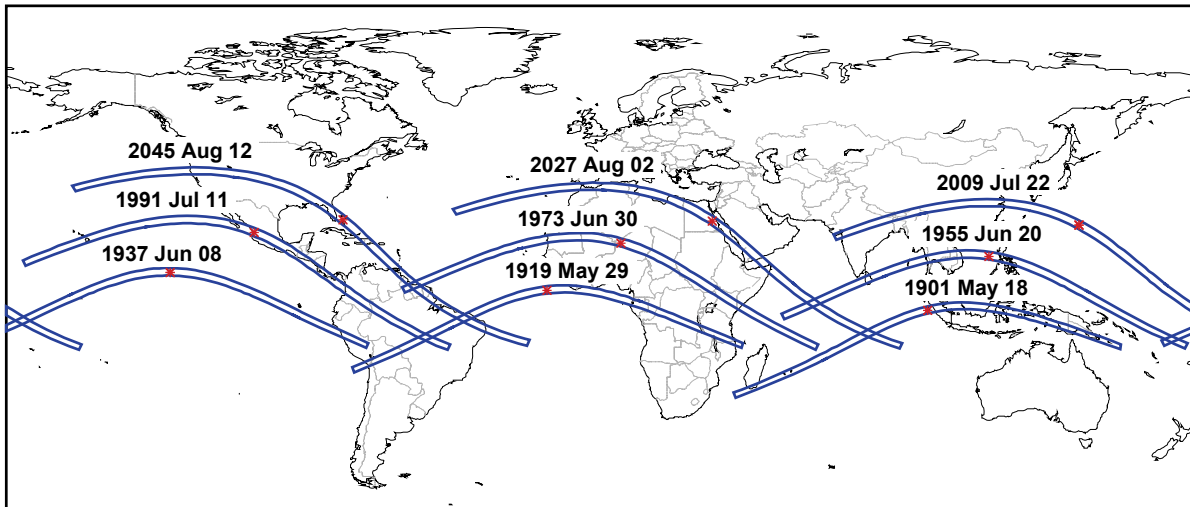 2045 Aug 12
2027 Aug 02
2009 Jul 22
1991 Jul 11
1973 Jun 30
1955 Jun 20
1937 Jun 08
1919 May 29
1901 May 18